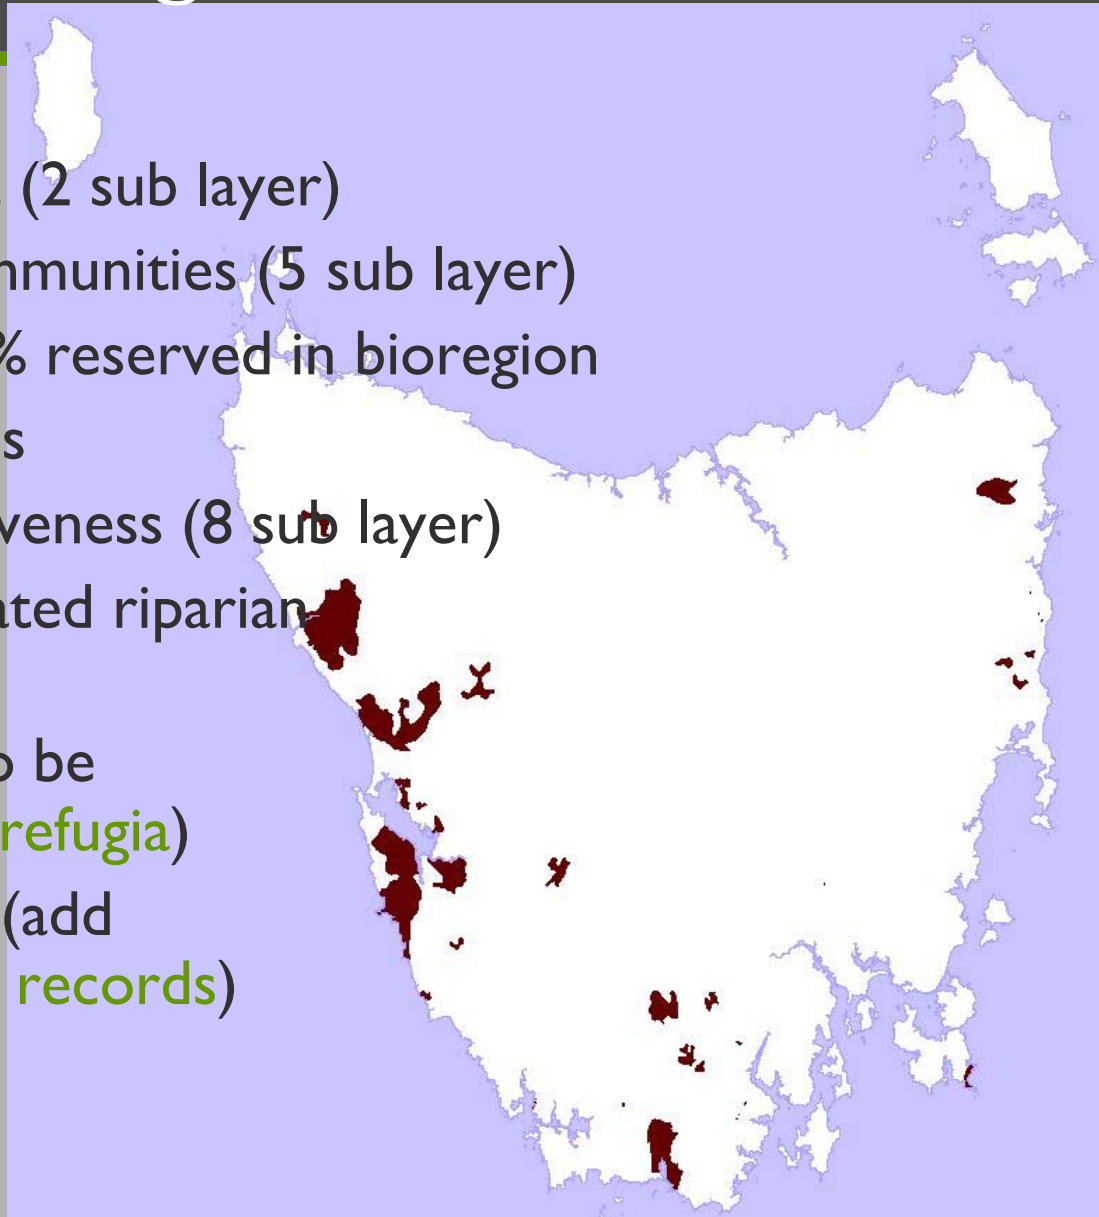 (2 sub layer)
mmunities (5 sub layer)
% reserved in bioregion
s
veness (8 sub layer)
ated riparian
o be
refugia)
(add
records)